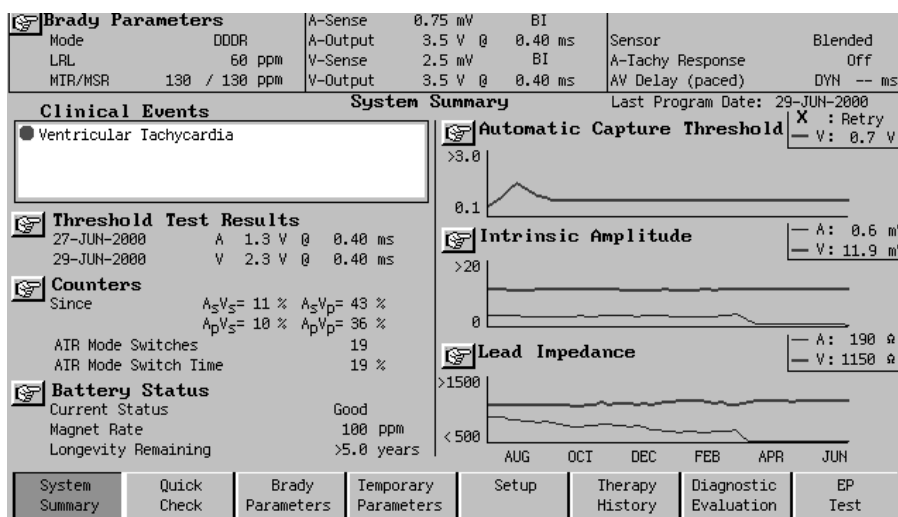 Brady Parameters
Mode DDDR
LRL 60 ppm
MTR/MSR 130 / 130 ppm
A-Sense 0.75 mV BI
A-Output 3.5 V @ 0.40 ms
V-Sense 2.5 mV BI
V-Output 3.5 V @ 0.40 ms
Sensor Blended
A-Tachy Response Off
AV Delay (paced) DYN -- ms
System Summary
Last Program Date: 29-JUN-2000
Clinical Events
Ventricular Tachycardia
Threshold Test Results
27-JUN-2000 A 1.3 V @ 0.40 ms
29-JUN-2000 V 2.3 V @ 0.40 ms
Counters
Since AsVs= 11 % AsVp= 43 %
ApVs= 10 % ApVp= 36 %
ATR Mode Switches 19
ATR Mode Switch Time 19 %
Battery Status
Current Status Good
Magnet Rate 100 ppm
Longevity Remaining >5.0 years
Automatic Capture Threshold
X : Retry
— V: 0.7 V
>3.0
0.1
Intrinsic Amplitude
— A: 0.6 m
— V: 11.9 m
>20
0
Lead Impedance
— A: 190 Ω
— V: 1150 Ω
>1500
<500
AUG OCT DEC FEB APR JUN
System Summary
Quick Check
Brady Parameters
Temporary Parameters
Setup
Therapy History
Diagnostic Evaluation
EP Test